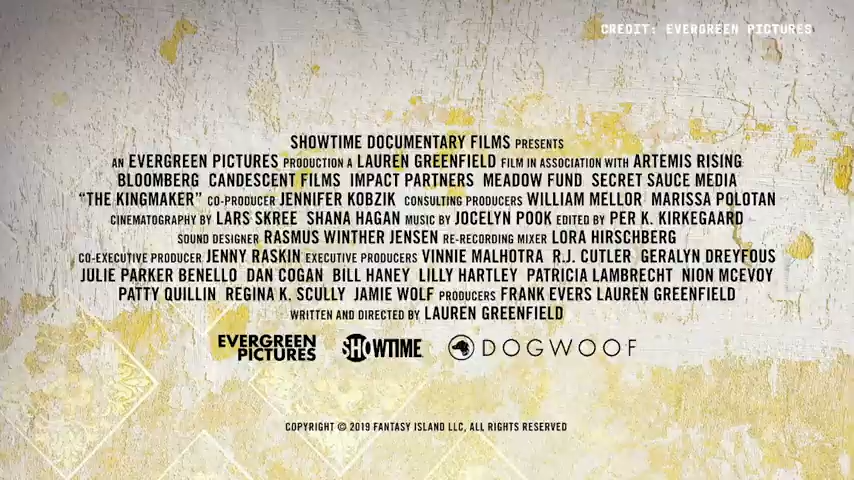 CREDIT: EVERGREEN PICTURES
SHOWTIME DOCUMENTARY FILMS PRESENTS
AN EVERGREEN PICTURES PRODUCTION A LAUREN GREENFIELD FILM IN ASSOCIATION WITH ARTEMIS RISING
BLOOMBERG CANDESCENT FILMS IMPACT PARTNERS MEADOW FUND SECRET SAUCE MEDIA
“THE KINGMAKER” CO-PRODUCER JENNIFER KOBZIK CONSULTING PRODUCERS WILLIAM MELLOR MARISSA POLOTAN
CINEMATOGRAPHY BY LARS SKREE SHANA HAGAN MUSIC BY JOCELYN POOK EDITED BY PER K. KIRKEGAARD
SOUND DESIGNER RASMUS WINTHER JENSEN RE-RECORDING MIXER LORA HIRSCHBERG
CO-EXECUTIVE PRODUCER JENNY RASKIN EXECUTIVE PRODUCERS VINNIE MALHOTRA R.J. CUTLER GERALYN DREYFOUS
JULIE PARKER BENELLO DAN COGAN BILL HANEY LILLY HARTLEY PATRICIA LAMBRECHT NION MCEVOY
PATTY QUILLIN REGINA K. SCULLY JAMIE WOLF PRODUCERS FRANK EVERS LAUREN GREENFIELD
WRITTEN AND DIRECTED BY LAUREN GREENFIELD
EVERGREEN PICTURES SHOWTIME DOGWOOF
COPYRIGHT © 2019 FANTASY ISLAND LLC, ALL RIGHTS RESERVED